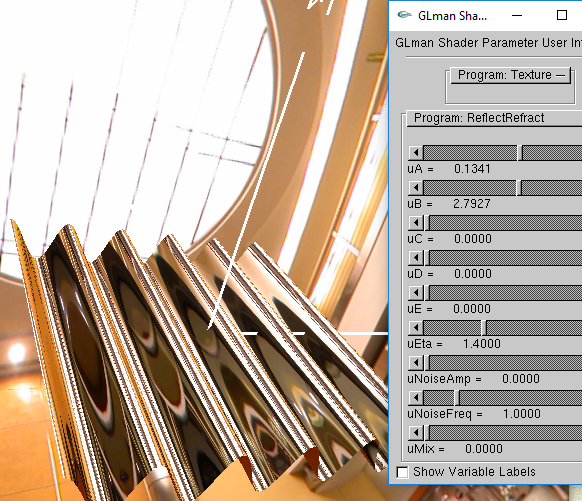 GLman Sha...
GLman Shader Parameter User Int
Program: Texture
Program: ReflectRefract
uA = 0.1341
uB = 2.7927
uC = 0.0000
uD = 0.0000
uE = 0.0000
uEta = 1.4000
uNoiseAmp = 0.0000
uNoiseFreq = 1.0000
uMix = 0.0000
Show Variable Labels